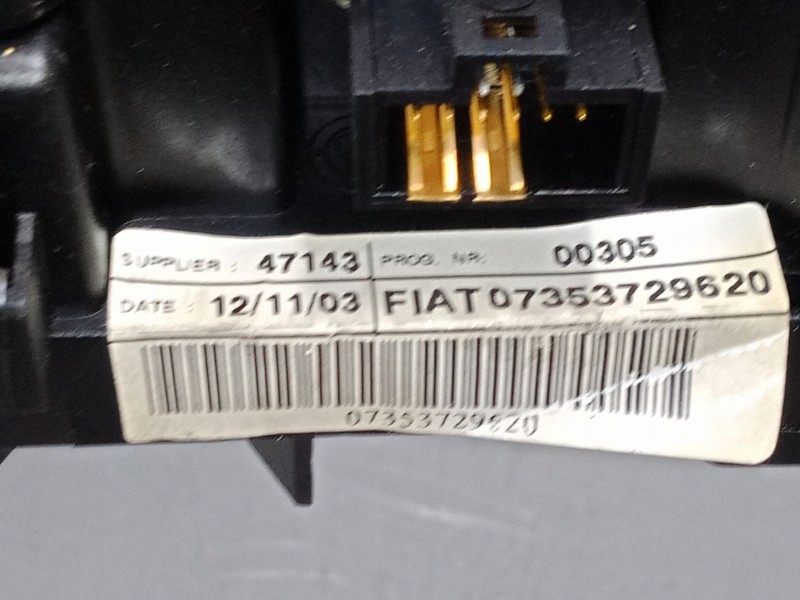 SUPPLIER : 47143 PROG. NR: 00305
DATE : 12/11/03 FIAT 07353729620
07353729620